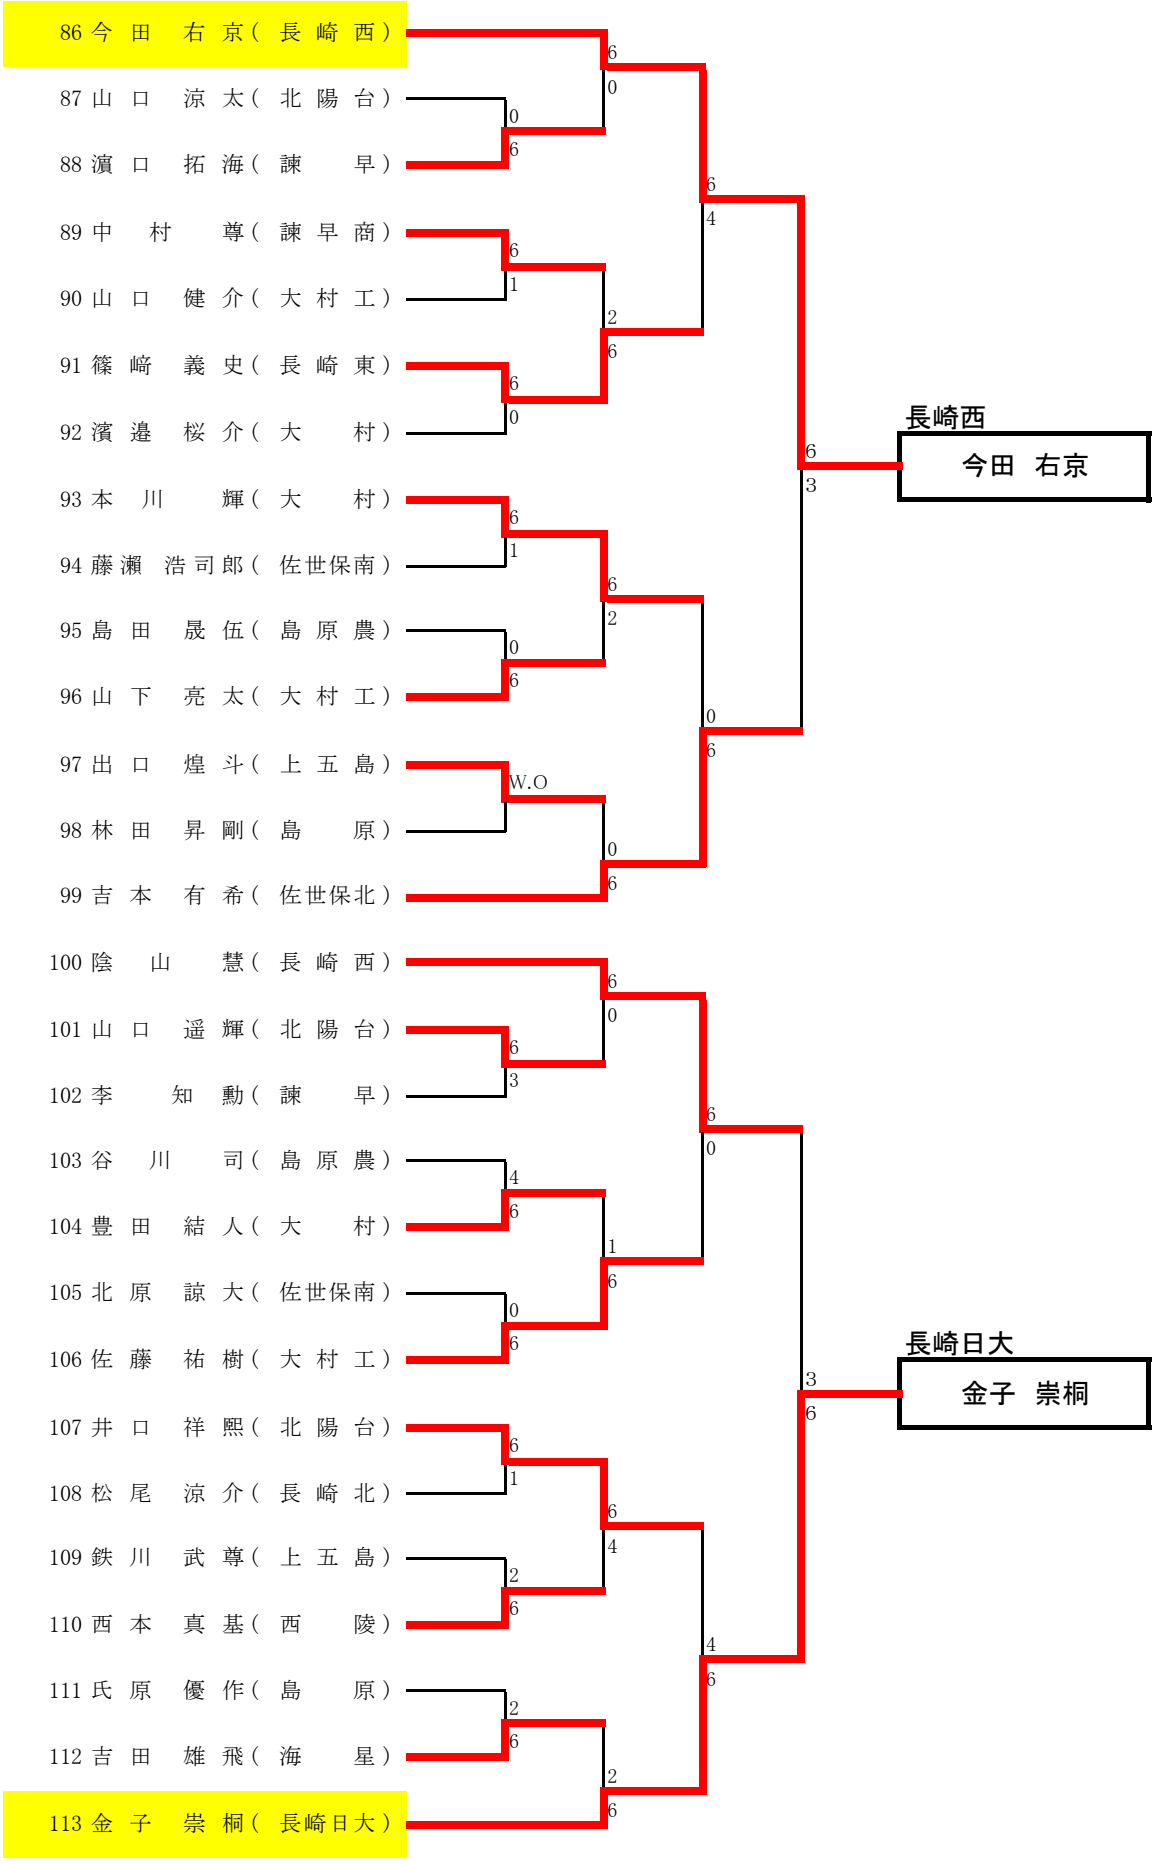 86 今田 右京(長崎西)
6
0
87 山口 涼太(北陽台)
0
6
88 濵口 拓海(諫早)
6
4
89 中村 尊(諫早商)
6
1
90 山口 健介(大村工)
2
6
91 篠﨑 義史(長崎東)
6
0
92 濱邉 桜介(大村)
長崎西
今田 右京
6
3
93 本川 輝(大村)
6
1
94 藤瀬 浩司郎(佐世保南)
6
2
95 島田 晟伍(島原農)
0
6
96 山下 亮太(大村工)
0
6
97 出口 煌斗(上五島)
W.O
98 林田 昇剛(島原)
0
6
99 吉本 有希(佐世保北)
100 陰山 慧(長崎西)
6
0
101 山口 遥輝(北陽台)
6
3
102 李 知勳(諫早)
6
0
103 谷川 司(島原農)
4
6
104 豊田 結人(大村)
1
6
105 北原 諒大(佐世保南)
0
6
106 佐藤 祐樹(大村工)
長崎日大
金子 崇桐
3
6
107 井口 祥熙(北陽台)
6
1
108 松尾 涼介(長崎北)
6
4
109 鉄川 武尊(上五島)
2
6
110 西本 真基(西陵)
4
6
111 氏原 優作(島原)
2
6
112 吉田 雄飛(海星)
2
6
113 金子 崇桐(長崎日大)